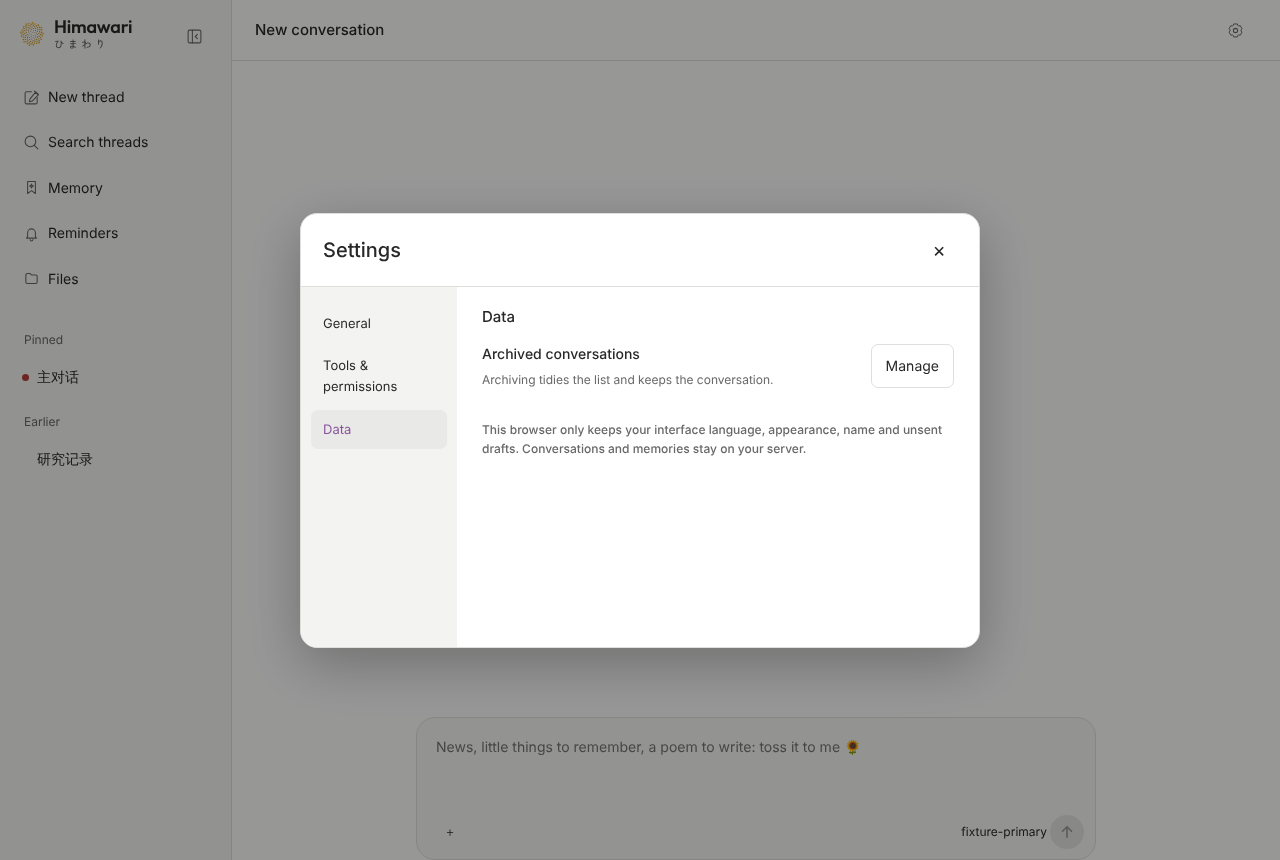 Himawari
ひまわり
New conversation
New thread
Search threads
Memory
Reminders
Files
Pinned
主对话
Earlier
研究记录
Settings
×
General
Tools &
permissions
Data
Data
Archived conversations
Archiving tidies the list and keeps the conversation.
Manage
This browser only keeps your interface language, appearance, name and unsent
drafts. Conversations and memories stay on your server.
News, little things to remember, a poem to write: toss it to me 🌻
+
fixture-primary